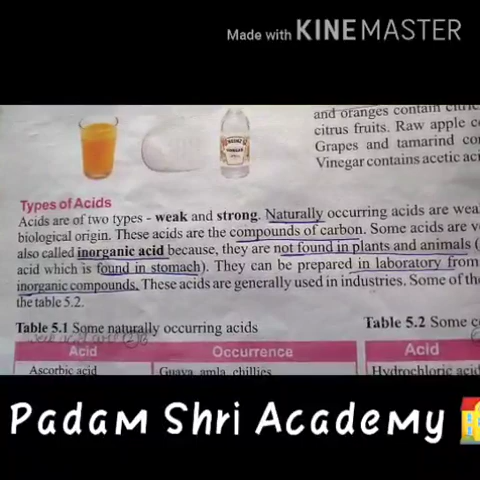 Made with KINEMASTER
and oranges contain citric
citrus fruits. Raw apple c
Grapes and tamarind con
Vinegar contains acetic aci
Types of Acids
Acids are of two types - weak and strong. Naturally occurring acids are wea
biological origin. These acids are the compounds of carbon. Some acids are v
also called inorganic acid because, they are not found in plants and animals (
acid which is found in stomach). They can be prepared in laboratory from
inorganic compounds. These acids are generally used in industries. Some of the
the table 5.2.
Table 5.1 Some naturally occurring acids
Table 5.2 Some c
Acid Occurrence
Acid
Ascorbic acid Guava, amla, chillies
Hydrochloric acid
Padam Shri Academy